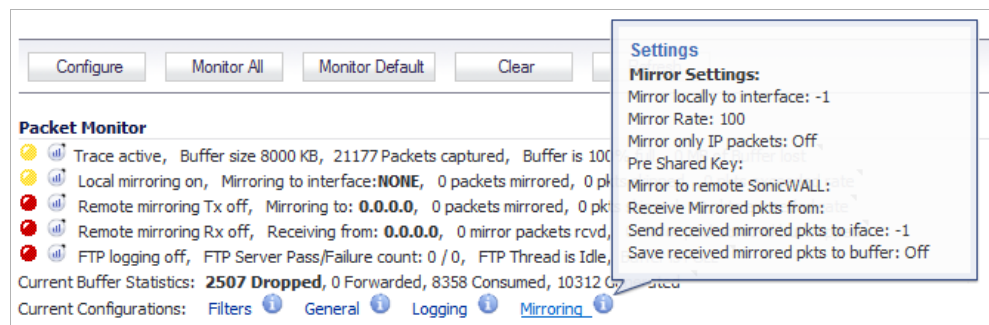 Configure Monitor All Monitor Default Clear
Settings
Mirror Settings:
Mirror locally to interface: -1
Mirror Rate: 100
Mirror only IP packets: Off
Pre Shared Key:
Mirror to remote SonicWALL:
Receive Mirrored pkts from:
Send received mirrored pkts to iface: -1
Save received mirrored pkts to buffer: Off
Packet Monitor
Trace active, Buffer size 8000 KB, 21177 Packets captured, Buffer is 100 lost
Local mirroring on, Mirroring to interface:NONE, 0 packets mirrored, 0 rate
Remote mirroring Tx off, Mirroring to: 0.0.0.0, 0 packets mirrored, 0 pkts
Remote mirroring Rx off, Receiving from: 0.0.0.0, 0 mirror packets rcvd,
FTP logging off, FTP Server Pass/Failure count: 0 / 0, FTP Thread is Idle,
Current Buffer Statistics: 2507 Dropped, 0 Forwarded, 8358 Consumed, 10312
Current Configurations: Filters General Logging Mirroring